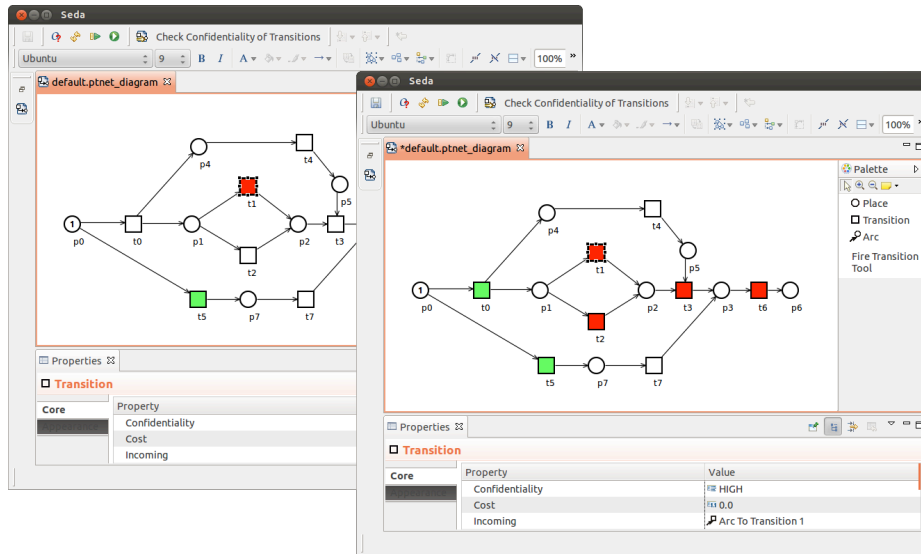 Seda
Check Confidentiality of Transitions
Ubuntu 9 B I A 100% »
default.ptnet_diagram
p4 t4
t1 p5
1
p0 t0 p1 p2 t3
t2
t5 p7 t7
Properties
Transition
Core Property
Appearance Confidentiality
Cost
Incoming
Seda
Check Confidentiality of Transitions
Ubuntu 9 B I A 100%
*default.ptnet_diagram
Palette
Place
Transition
Arc
Fire Transition
Tool
p4 t4
t1 p5
1
p0 t0 p1 p2 t3 p3 t6 p6
t2
t5 p7 t7
Properties
Transition
Core Property Value
Appearance Confidentiality HIGH
Cost 0.0
Incoming Arc To Transition 1